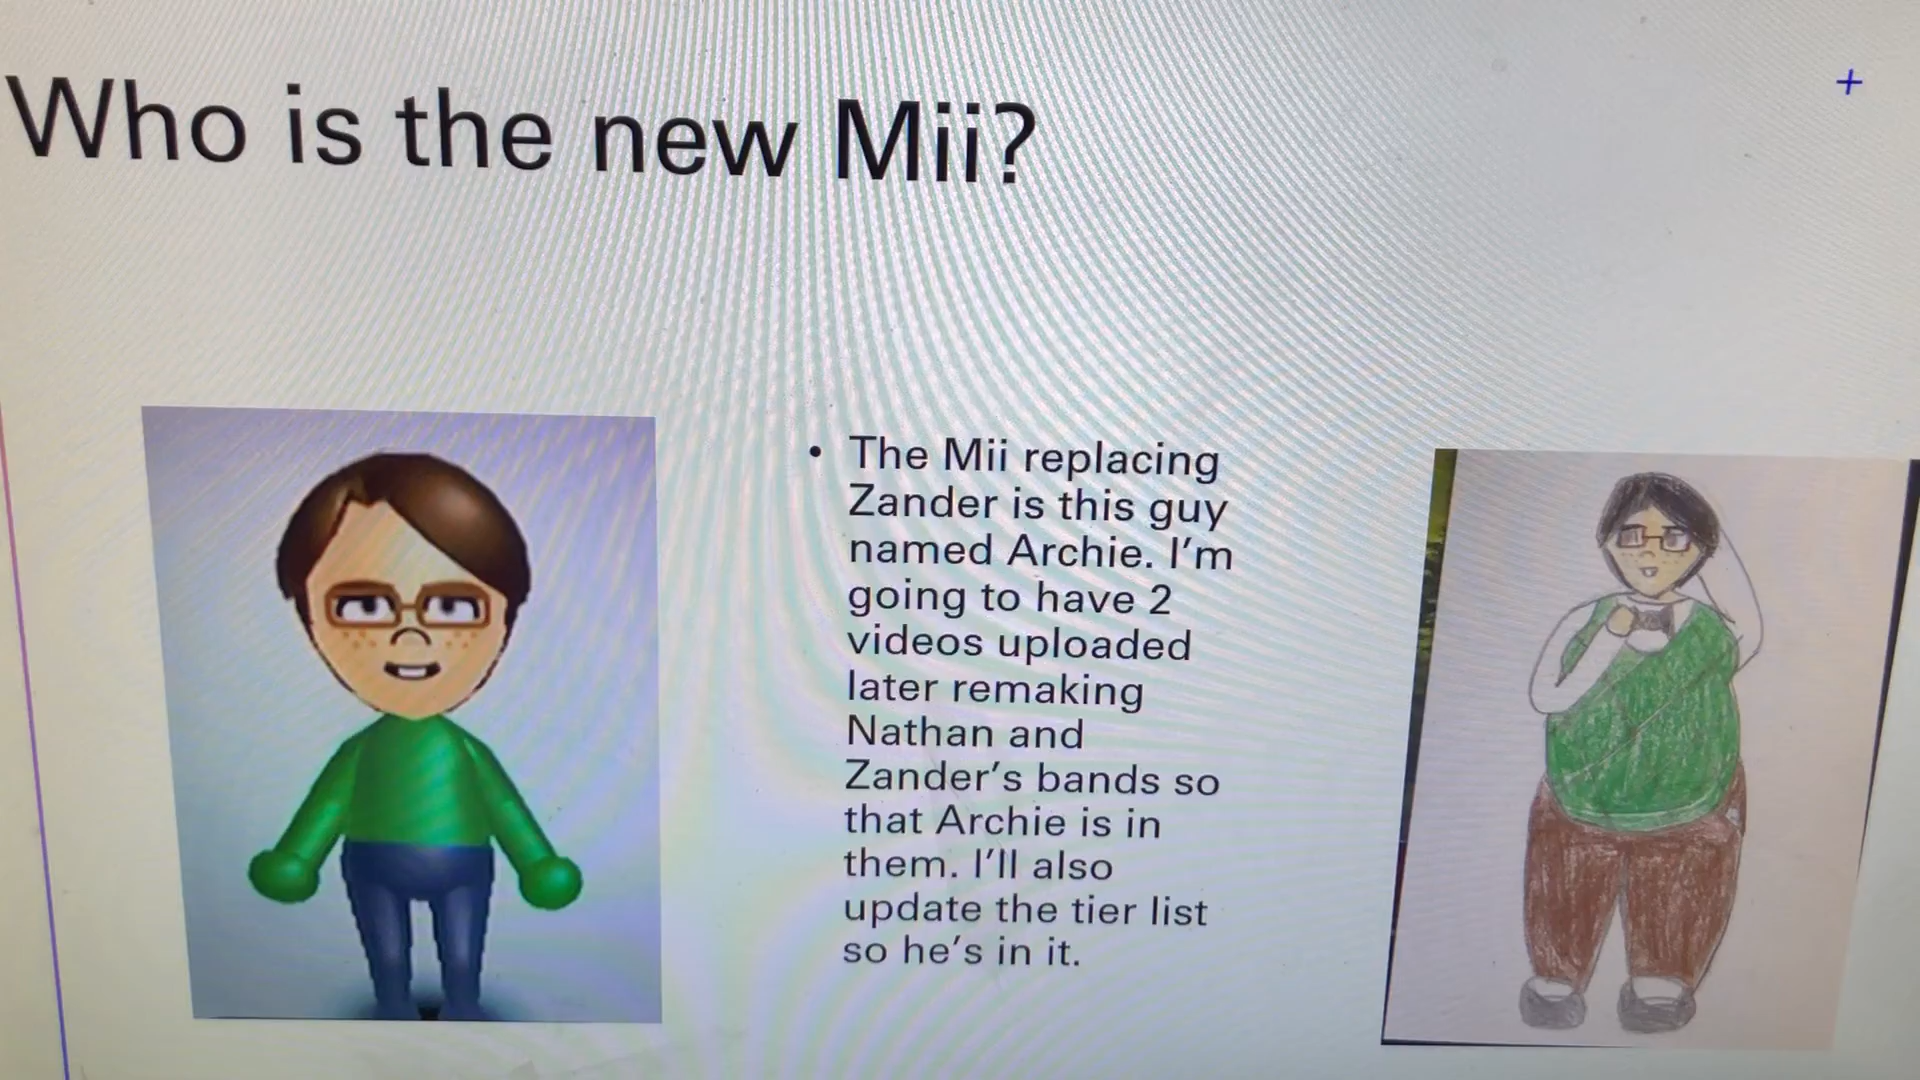 Who is the new Mii?
• The Mii replacing
Zander is this guy
named Archie. I'm
going to have 2
videos uploaded
later remaking
Nathan and
Zander's bands so
that Archie is in
them. I'll also
update the tier list
so he's in it.